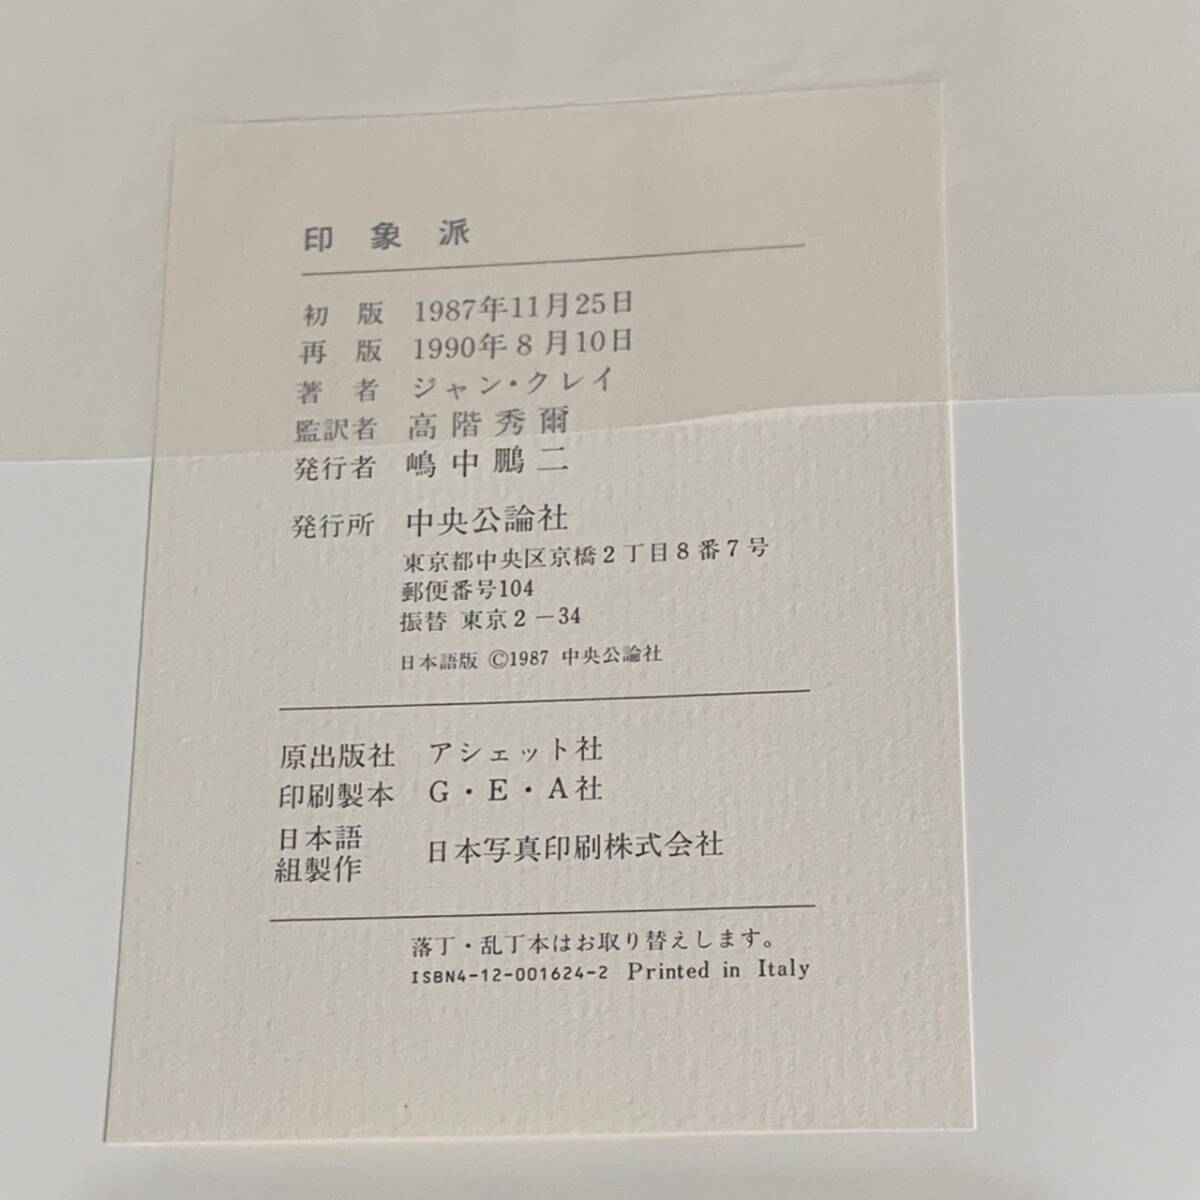 印象派
初版 1987年11月25日
再版 1990年8月10日
著者 ジャン・クレイ
監訳者 高階秀爾
発行者 嶋中鵬二
発行所 中央公論社
東京都中央区京橋2丁目8番7号
郵便番号104
振替 東京2-34
日本語版 ©1987 中央公論社
原出版社 アシェット社
印刷製本 G・E・A社
日本語
組製作 日本写真印刷株式会社
落丁・乱丁本はお取り替えします。
ISBN4-12-001624-2 Printed in Italy